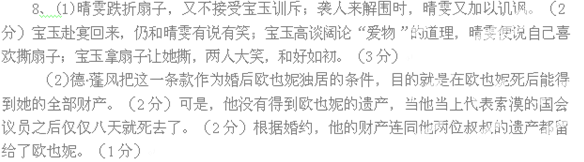 8、(1)晴雯跌折扇子，又不接受宝玉训斥；袭人来解围时，晴雯又加以讥讽。（2
分）宝玉赴宴回来，仍和晴雯有说有笑；宝玉高谈阔论“爱物”的道理，晴雯便说自己喜
欢撕扇子；宝玉拿扇子让她撕，两人大笑，和好如初。（3分）
(2)德·蓬风把这一条款作为婚后欧也妮独居的条件，目的就是在欧也妮死后能得
到她的全部财产。（2分）可是，他没有得到欧也妮的遗产，当他当上代表索漠的国会
议员之后仅仅八天就死去了。（2分）根据婚约，他的财产连同他两位叔叔的遗产都留
给了欧也妮。（1分）